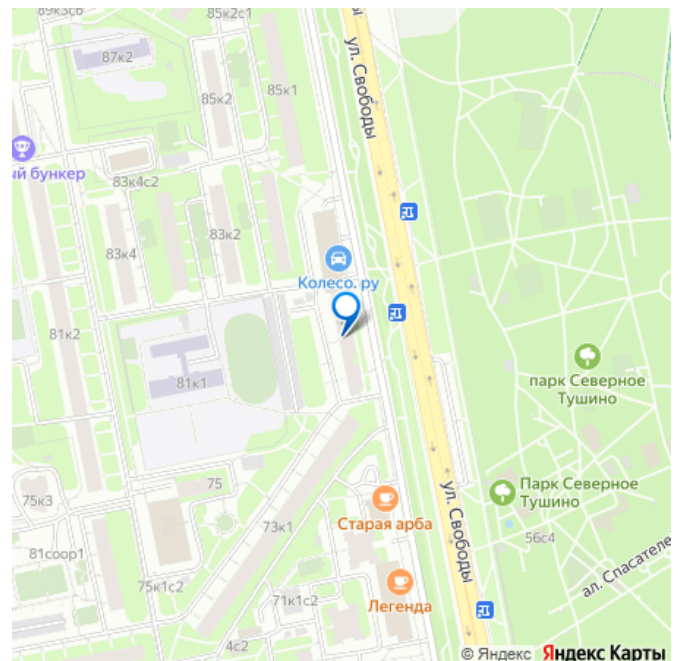 89к3с6
85к2с1
87к2
85к2
85к1
ул. Свободы
ы
ый бункер
83к4с2
83к2
83к4
Колесо. ру
81к2
81к1
парк Северное
Тушино
75
75к3
73к1
Парк Северное
Тушино
Старая арба
ул. Свободы
56с4
81соор1
75к1с2
71к1с2
Легенда
ал. Спасателе
4с2
© Яндекс Яндекс Карты